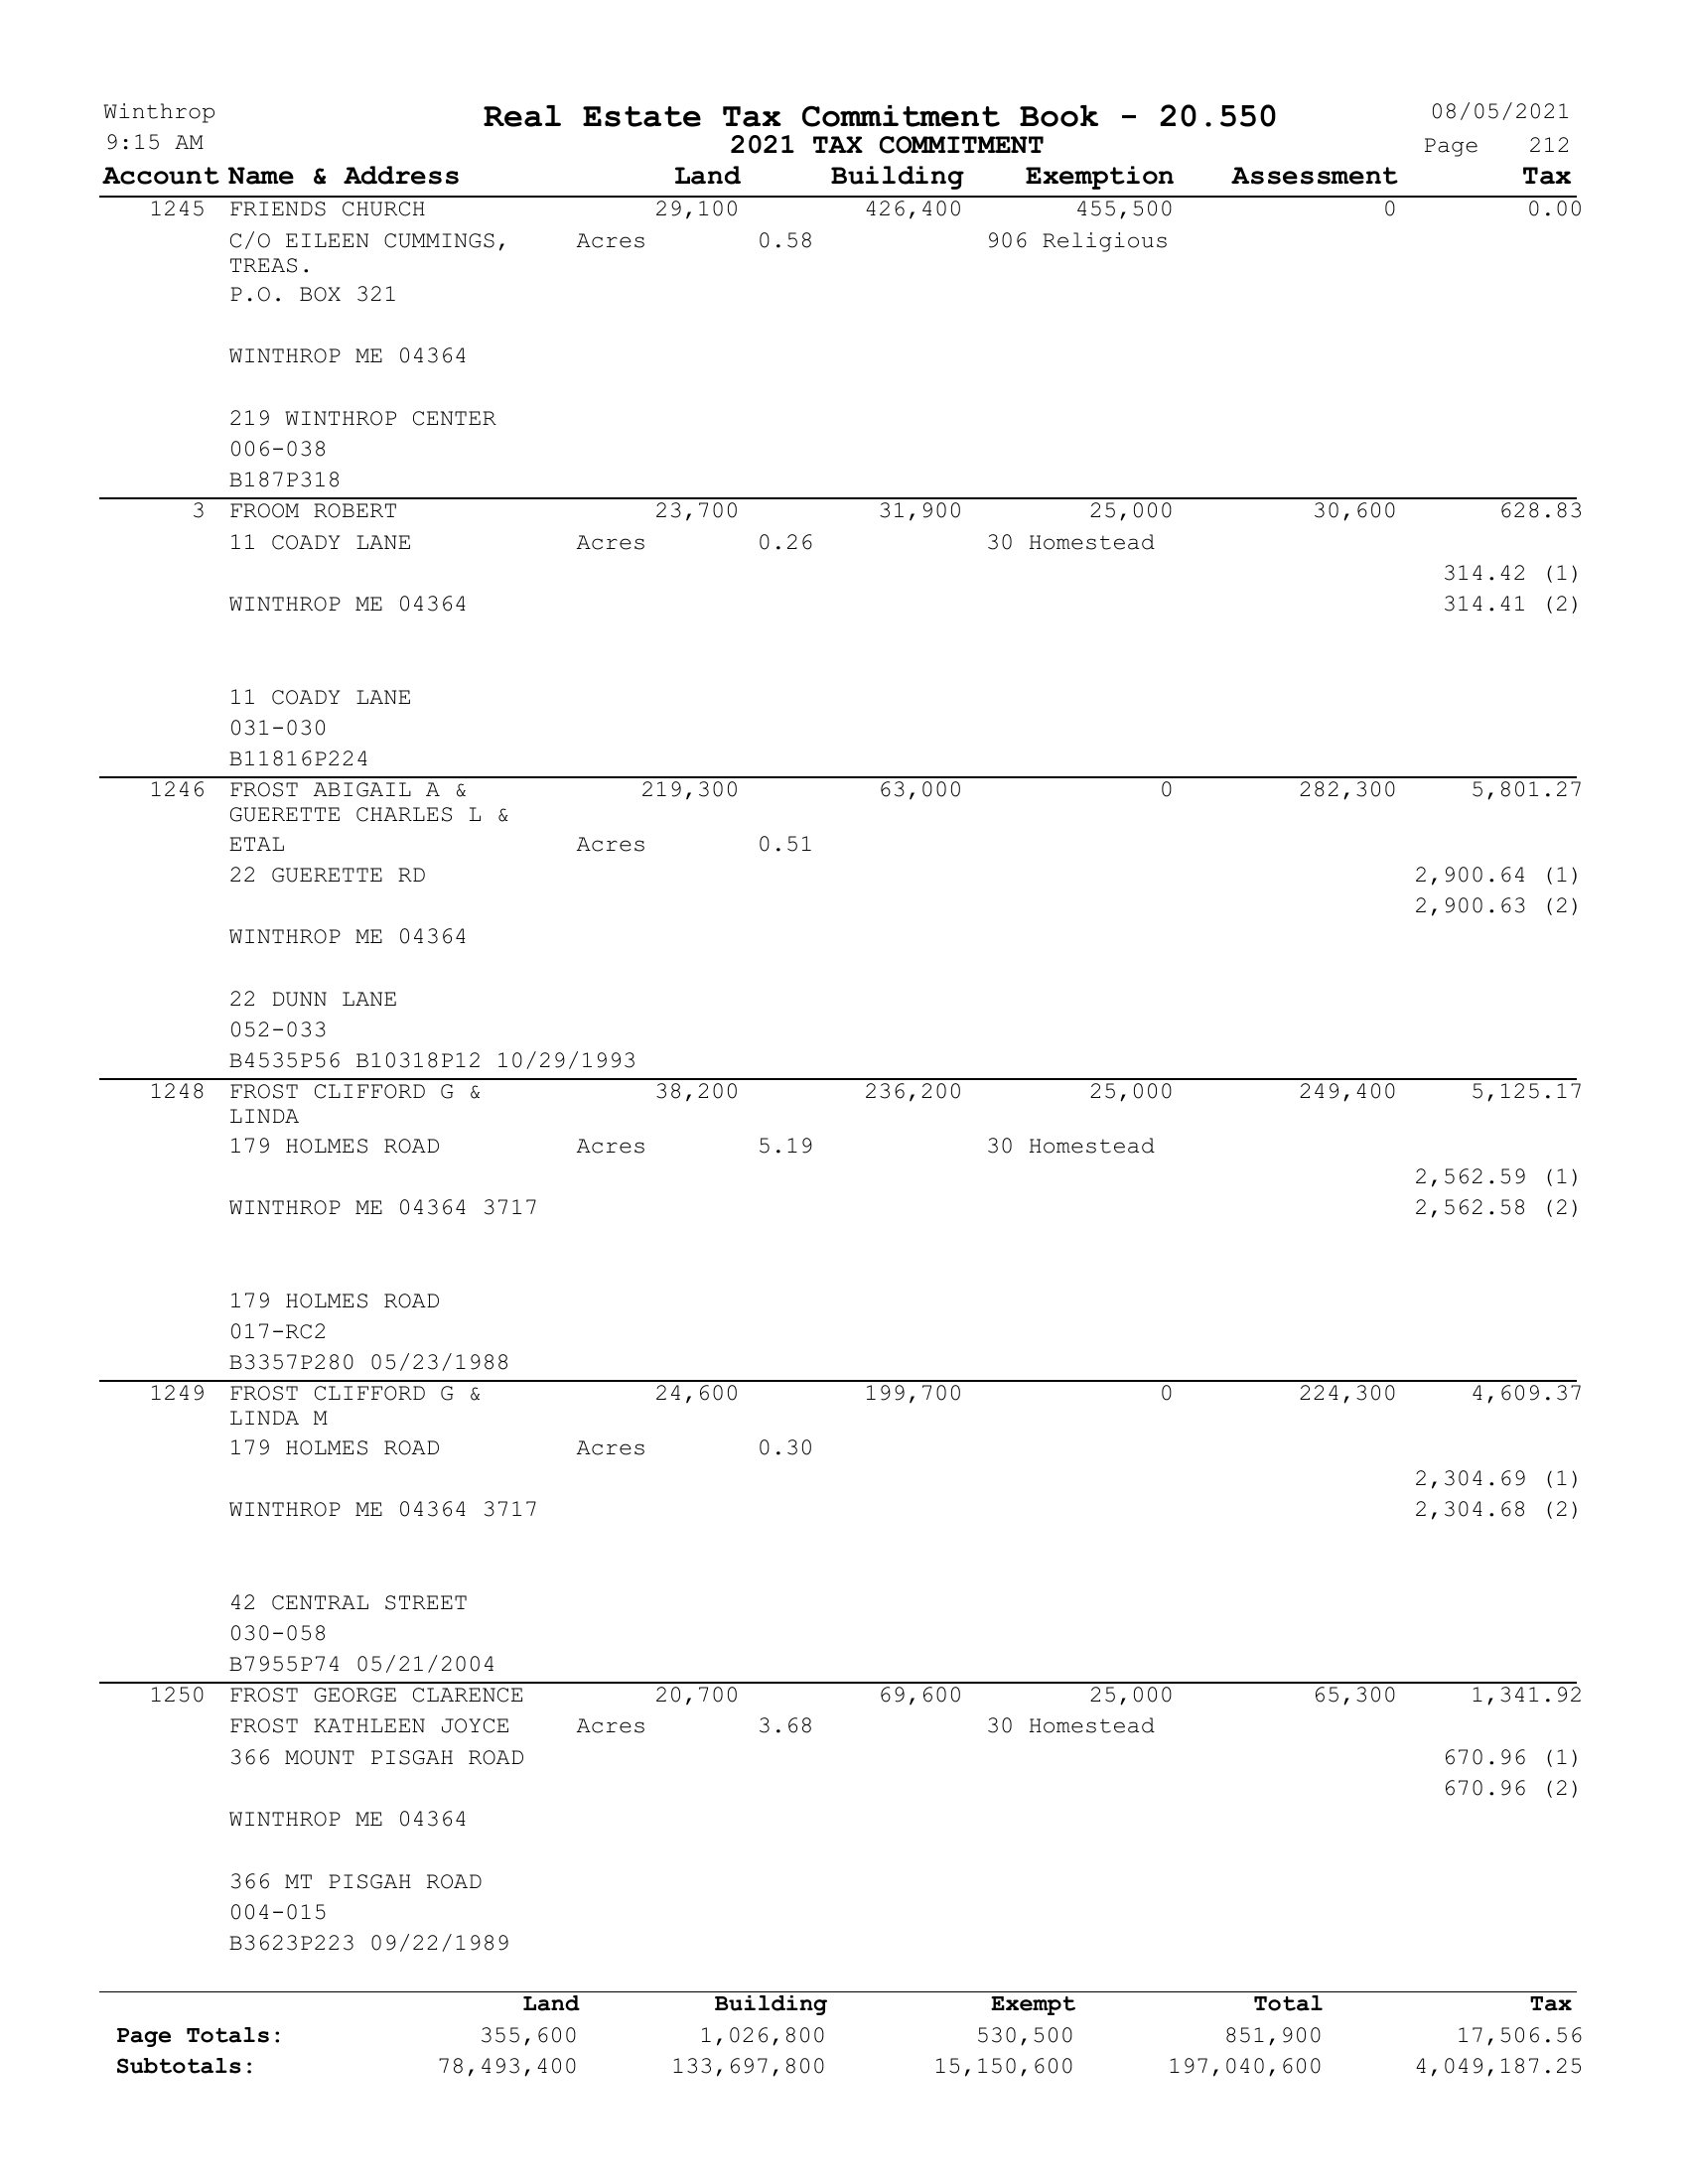 Winthrop Real Estate Tax Commitment Book - 20.550 08/05/2021
9:15 AM 2021 TAX COMMITMENT Page 212
Account Name & Address Land Building Exemption Assessment Tax
1245 FRIENDS CHURCH 29,100 426,400 455,500 0 0.00
C/O EILEEN CUMMINGS, Acres 0.58 906 Religious
TREAS.
P.O. BOX 321
WINTHROP ME 04364
219 WINTHROP CENTER
006-038
B187P318
3 FROOM ROBERT 23,700 31,900 25,000 30,600 628.83
11 COADY LANE Acres 0.26 30 Homestead
314.42 (1)
WINTHROP ME 04364 314.41 (2)
11 COADY LANE
031-030
B11816P224
1246 FROST ABIGAIL A & 219,300 63,000 0 282,300 5,801.27
GUERETTE CHARLES L &
ETAL Acres 0.51
22 GUERETTE RD 2,900.64 (1)
2,900.63 (2)
WINTHROP ME 04364
22 DUNN LANE
052-033
B4535P56 B10318P12 10/29/1993
1248 FROST CLIFFORD G & 38,200 236,200 25,000 249,400 5,125.17
LINDA
179 HOLMES ROAD Acres 5.19 30 Homestead
2,562.59 (1)
WINTHROP ME 04364 3717 2,562.58 (2)
179 HOLMES ROAD
017-RC2
B3357P280 05/23/1988
1249 FROST CLIFFORD G & 24,600 199,700 0 224,300 4,609.37
LINDA M
179 HOLMES ROAD Acres 0.30
2,304.69 (1)
WINTHROP ME 04364 3717 2,304.68 (2)
42 CENTRAL STREET
030-058
B7955P74 05/21/2004
1250 FROST GEORGE CLARENCE 20,700 69,600 25,000 65,300 1,341.92
FROST KATHLEEN JOYCE Acres 3.68 30 Homestead
366 MOUNT PISGAH ROAD 670.96 (1)
670.96 (2)
WINTHROP ME 04364
366 MT PISGAH ROAD
004-015
B3623P223 09/22/1989
Land Building Exempt Total Tax
Page Totals: 355,600 1,026,800 530,500 851,900 17,506.56
Subtotals: 78,493,400 133,697,800 15,150,600 197,040,600 4,049,187.25